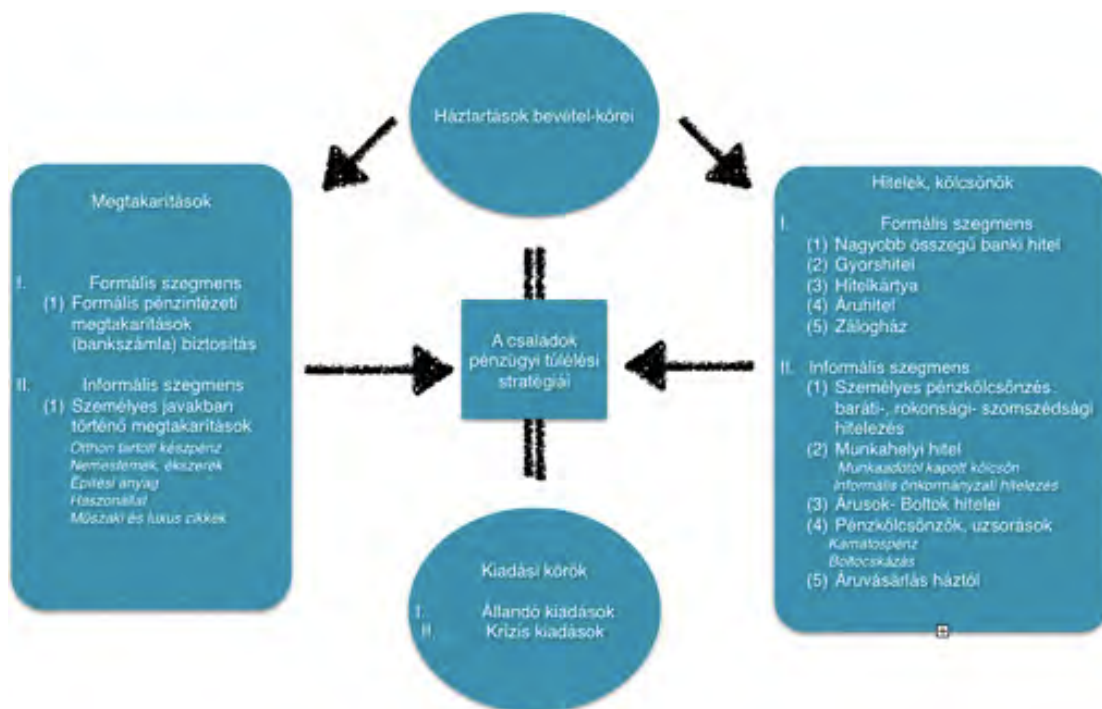 Háztartások bevétel-körei
Megtakarítások
I. Formális szegmens
(1) Formális pénzintézeti
megtakarítások
(bankszámla) biztosítás
II. Informális szegmens
(1) Személyes javakban
történő megtakarítások
Otthon tartott készpénz
Nemesfémek, ékszerek
Építési anyag
Haszonállat
Műszaki és luxus cikkek
A családok
pénzügyi túlélési
stratégiái
Hitelek, kölcsönök
I. Formális szegmens
(1) Nagyobb összegű banki hitel
(2) Gyorshitel
(3) Hitelkártya
(4) Áruhitel
(5) Zálogház
II. Informális szegmens
(1) Személyes pénzkölcsönzés
baráti-, rokonsági- szomszédsági
hitelezés
(2) Munkahelyi hitel
Munkaadótól kapott kölcsön
Informális önkormányzati hitelezés
(3) Árusok- Boltok hitelei
(4) Pénzkölcsönzők, uzsorások
Kamatospénz
Boltocskázás
(5) Áruvásárlás háztól
Kiadási körök
I. Állandó kiadások
II. Krízis kiadások